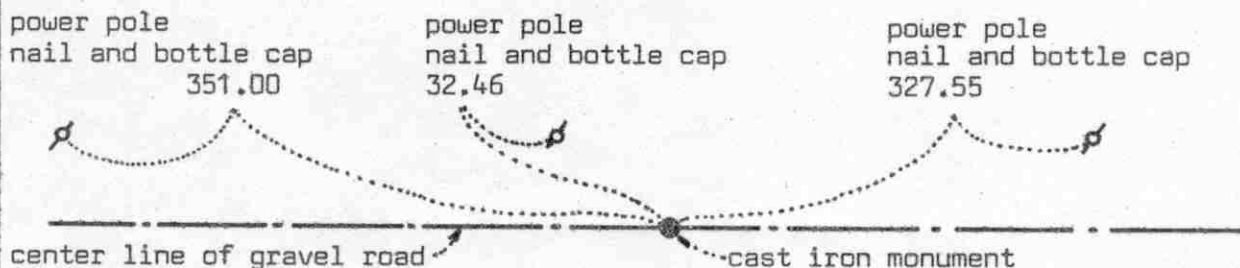 power pole
nail and bottle cap
351.00
power pole
nail and bottle cap
32.46
power pole
nail and bottle cap
327.55
center line of gravel road
cast iron monument